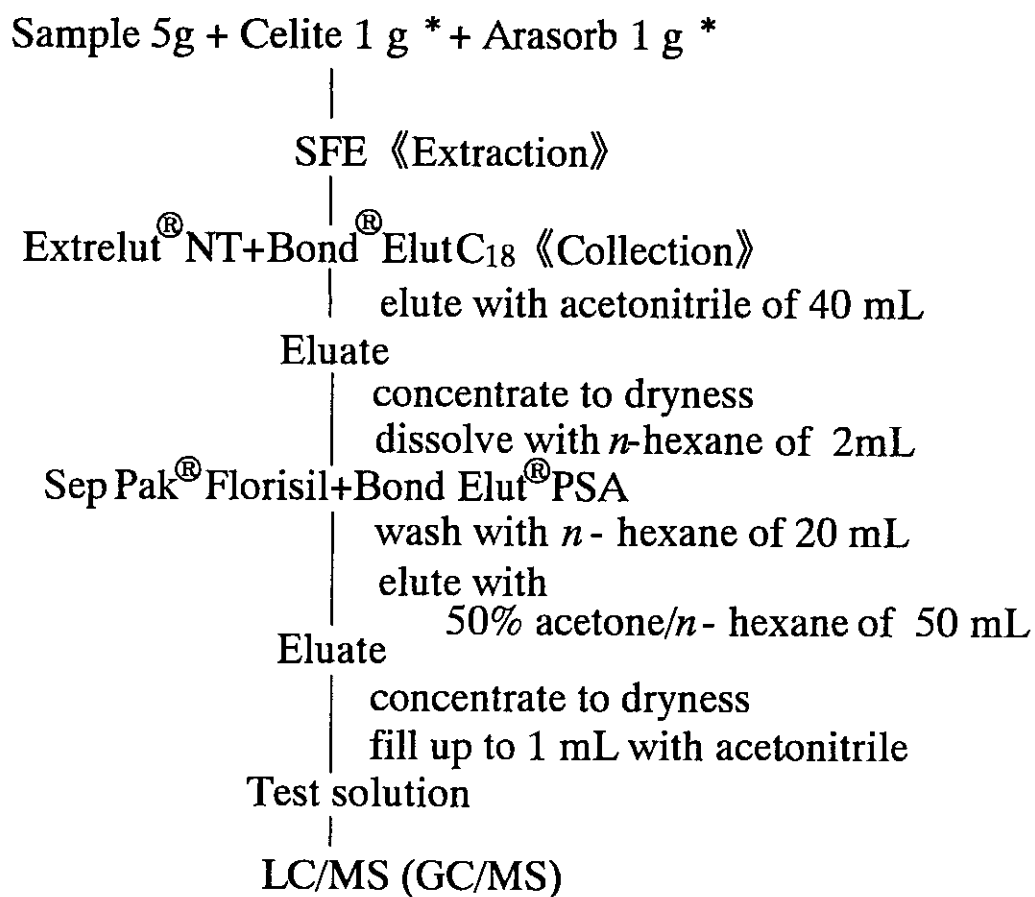 Sample 5g + Celite 1 g * + Arasorb 1 g *
SFE 《Extraction》
Extrelut®NT+Bond®ElutC18 《Collection》
elute with acetonitrile of 40 mL
Eluate
concentrate to dryness
dissolve with n-hexane of 2mL
Sep Pak®Florisil+Bond Elut®PSA
wash with n - hexane of 20 mL
elute with
50% acetone/n - hexane of 50 mL
Eluate
concentrate to dryness
fill up to 1 mL with acetonitrile
Test solution
LC/MS (GC/MS)